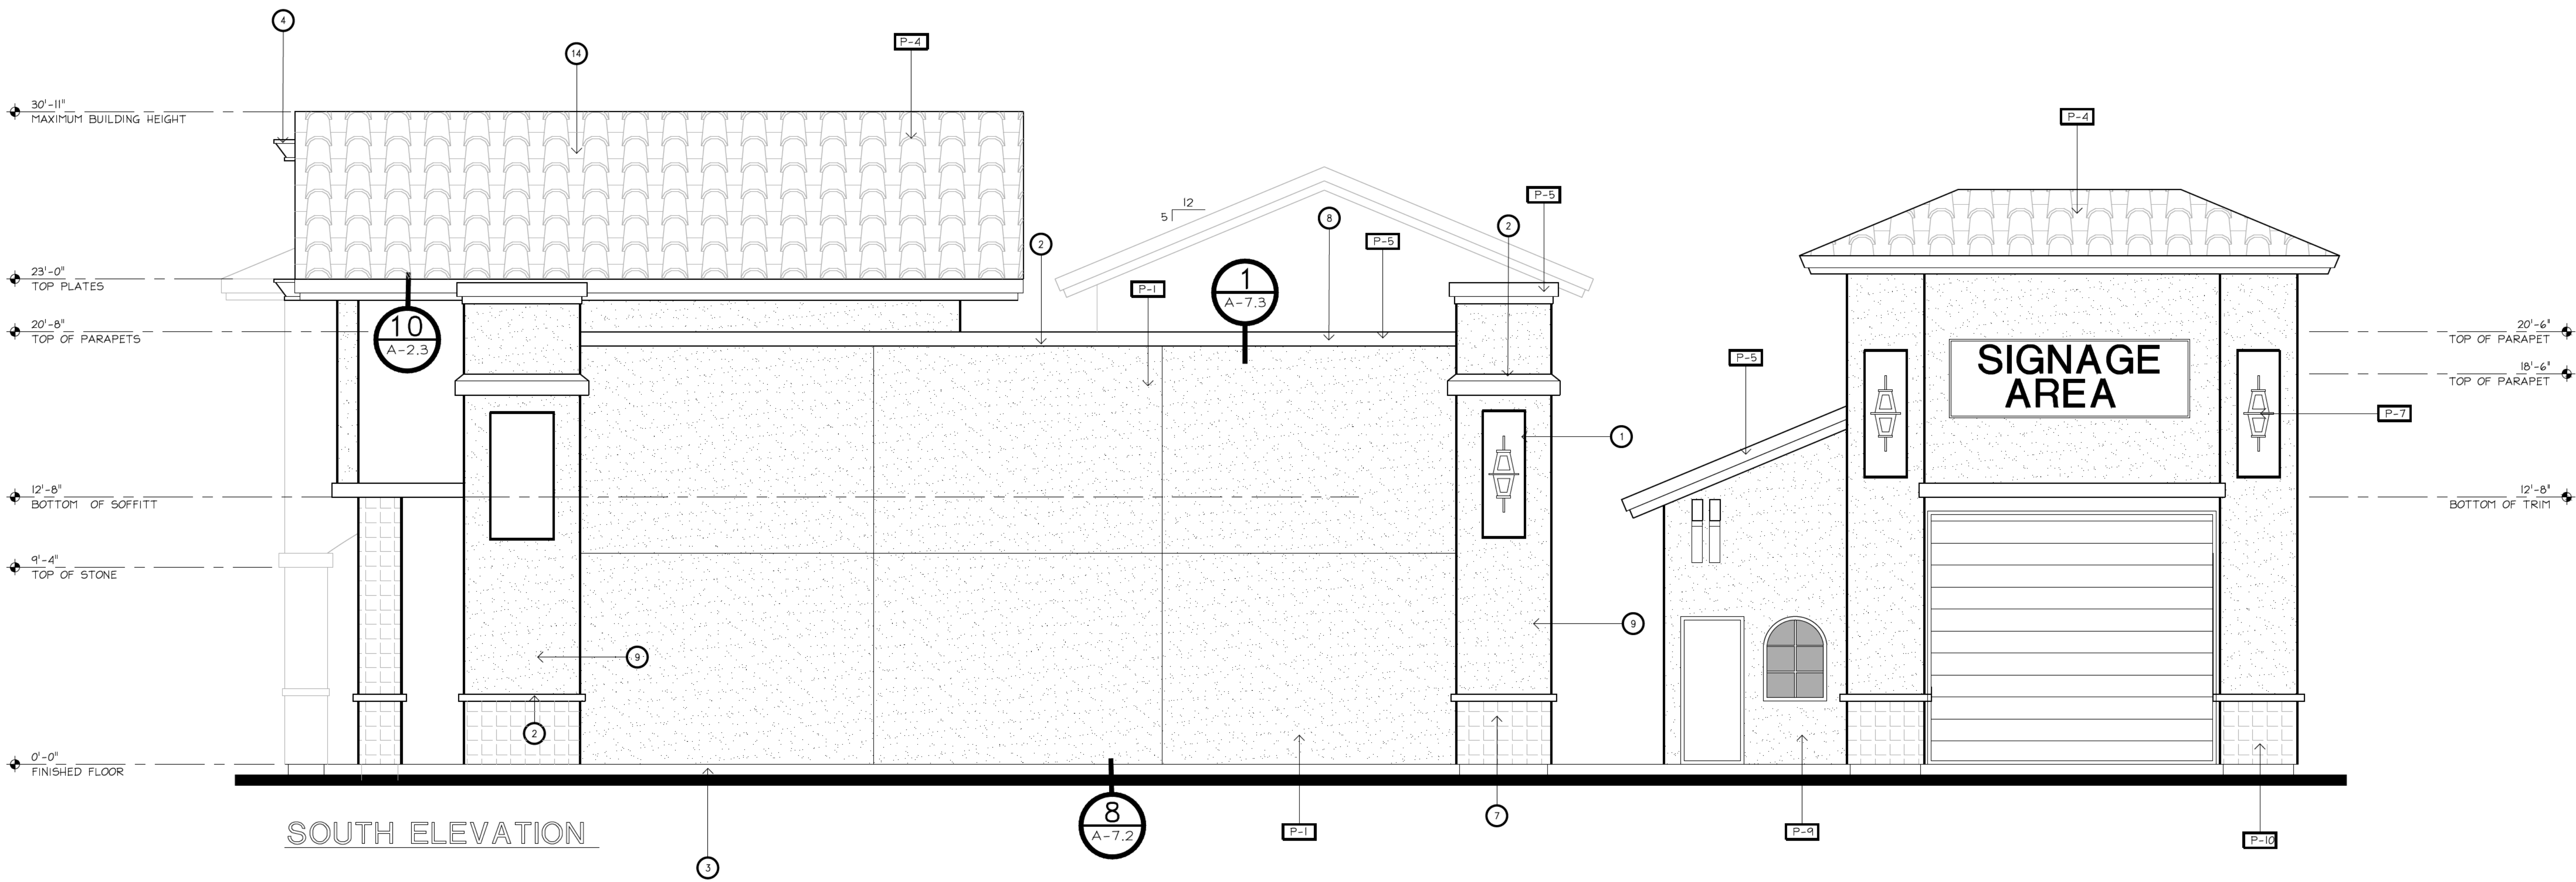 4
14
P-4
30'-11"
MAXIMUM BUILDING HEIGHT
P-4
12
5
P-5
8
2
2
P-5
23'-0"
TOP PLATES
P-1
1
A-7.3
20'-8"
TOP OF PARAPETS
10
A-2.3
20'-6"
TOP OF PARAPET
SIGNAGE
AREA
P-5
18'-6"
TOP OF PARAPET
P-7
1
12'-8"
BOTTOM OF SOFFITT
12'-8"
BOTTOM OF TRIM
9'-4"
TOP OF STONE
9
9
2
0'-0"
FINISHED FLOOR
SOUTH ELEVATION
8
A-7.2
P-1
7
P-9
P-10
3